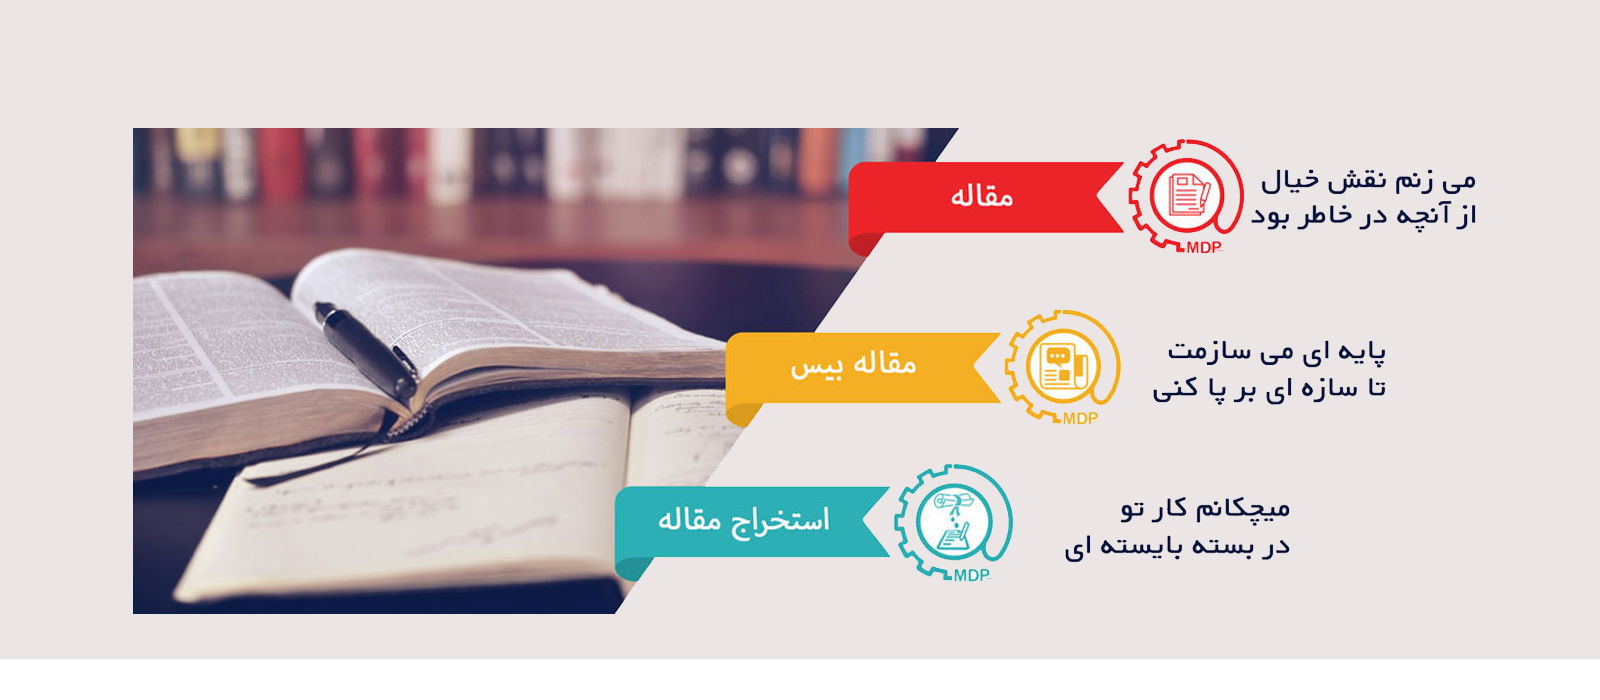 می زنم نقش خیال
از آنچه در خاطر بود
مقاله
MDP
پایه ای می سازمت
تا سازه ای بر پا کنی
مقاله بیس
MDP
میچکانم کار تو
در بسته بایسته ای
استخراج مقاله
MDP